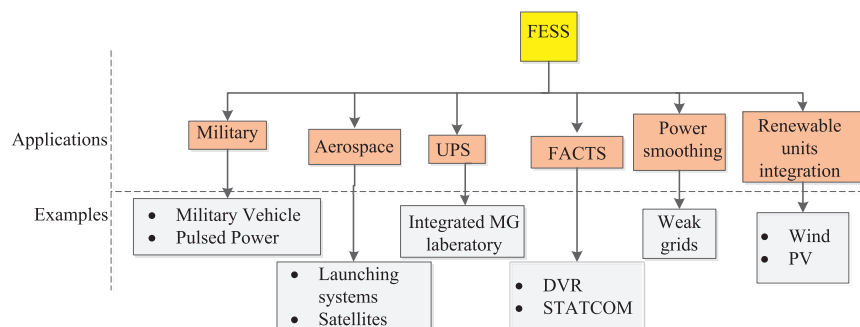 FESS
Applications
Military
Aerospace
UPS
FACTS
Power
smoothing
Renewable
units
integration
Examples
• Military Vehicle
• Pulsed Power
• Launching
systems
• Satellites
Integrated MG
laberatory
• DVR
• STATCOM
Weak
grids
• Wind
• PV